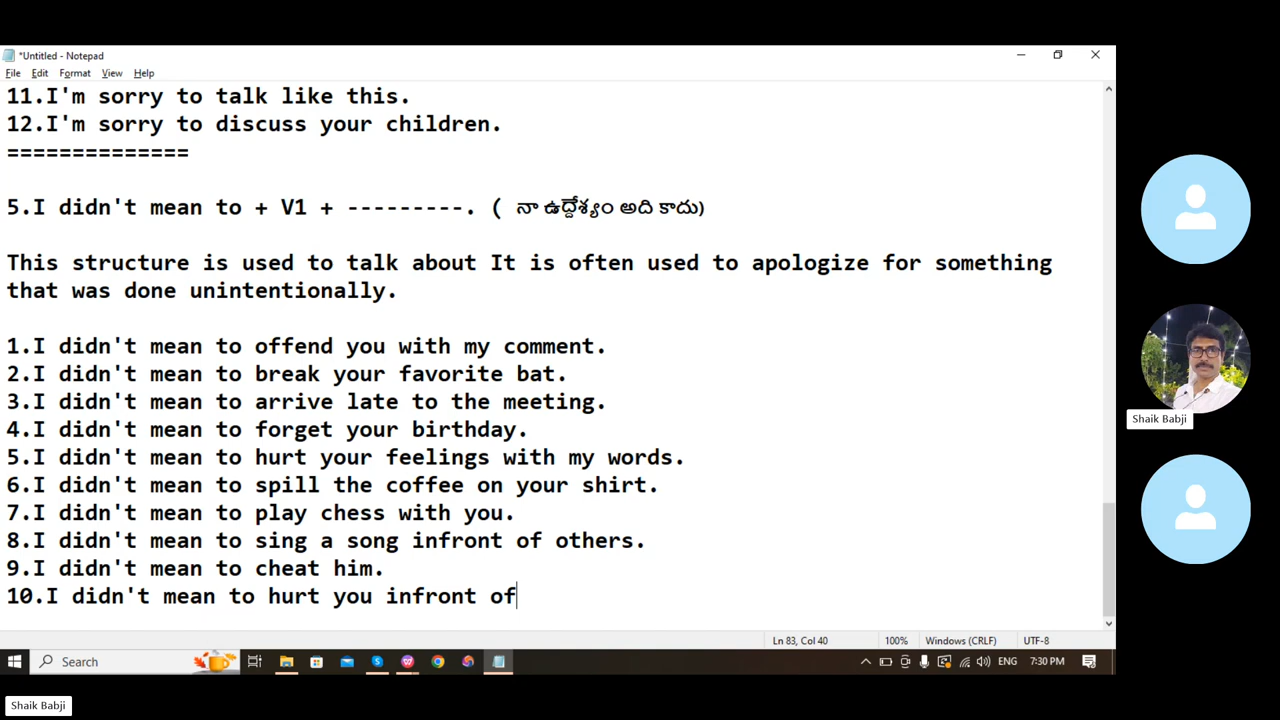 *Untitled - Notepad
File Edit Format View Help
11.I'm sorry to talk like this.
12.I'm sorry to discuss your children.
==============
5.I didn't mean to + V1 + ---------. ( నా ఉద్దేశ్యం అది కాదు)
This structure is used to talk about It is often used to apologize for something
that was done unintentionally.
1.I didn't mean to offend you with my comment.
2.I didn't mean to break your favorite bat.
3.I didn't mean to arrive late to the meeting.
4.I didn't mean to forget your birthday.
5.I didn't mean to hurt your feelings with my words.
6.I didn't mean to spill the coffee on your shirt.
7.I didn't mean to play chess with you.
8.I didn't mean to sing a song infront of others.
9.I didn't mean to cheat him.
10.I didn't mean to hurt you infront of
Shaik Babji
Ln 83, Col 40 100% Windows (CRLF) UTF-8
Search ENG 7:30 PM
Shaik Babji